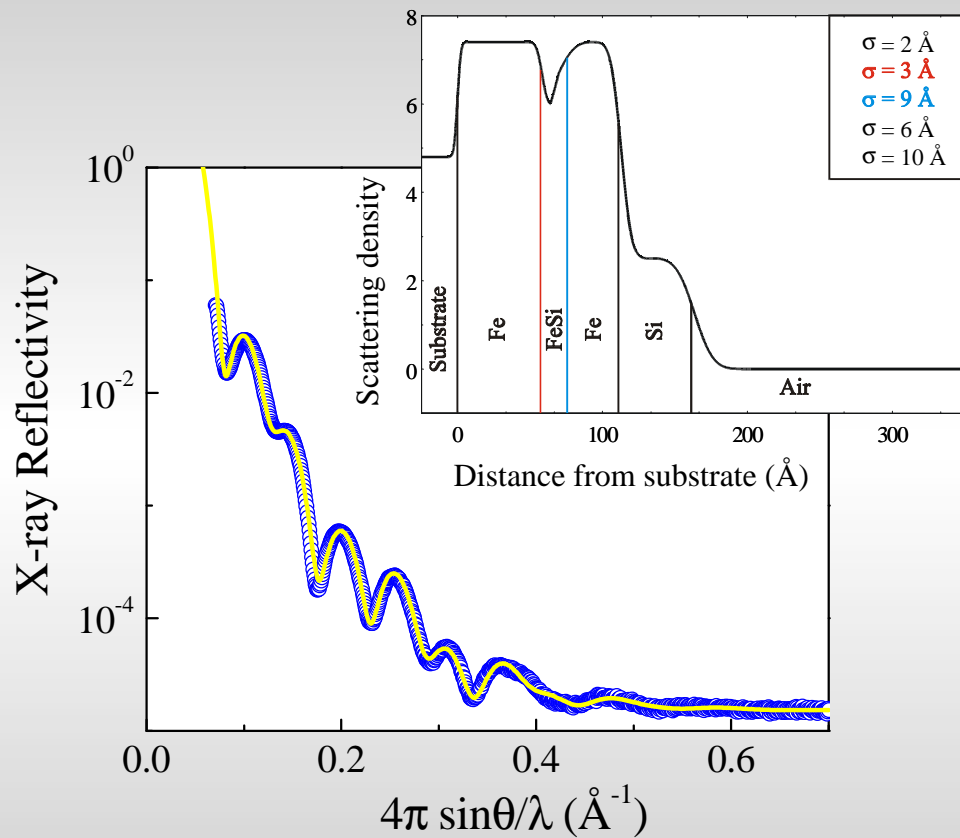 8
6
4
2
0
Scattering density
σ = 2 Å
σ = 3 Å
σ = 9 Å
σ = 6 Å
σ = 10 Å
Substrate
Fe
FeSi
Fe
Si
Air
0
100
200
300
Distance from substrate (Å)
10⁰
10⁻²
10⁻⁴
X-ray Reflectivity
0.0
0.2
0.4
0.6
4π sinθ/λ (Å⁻¹)